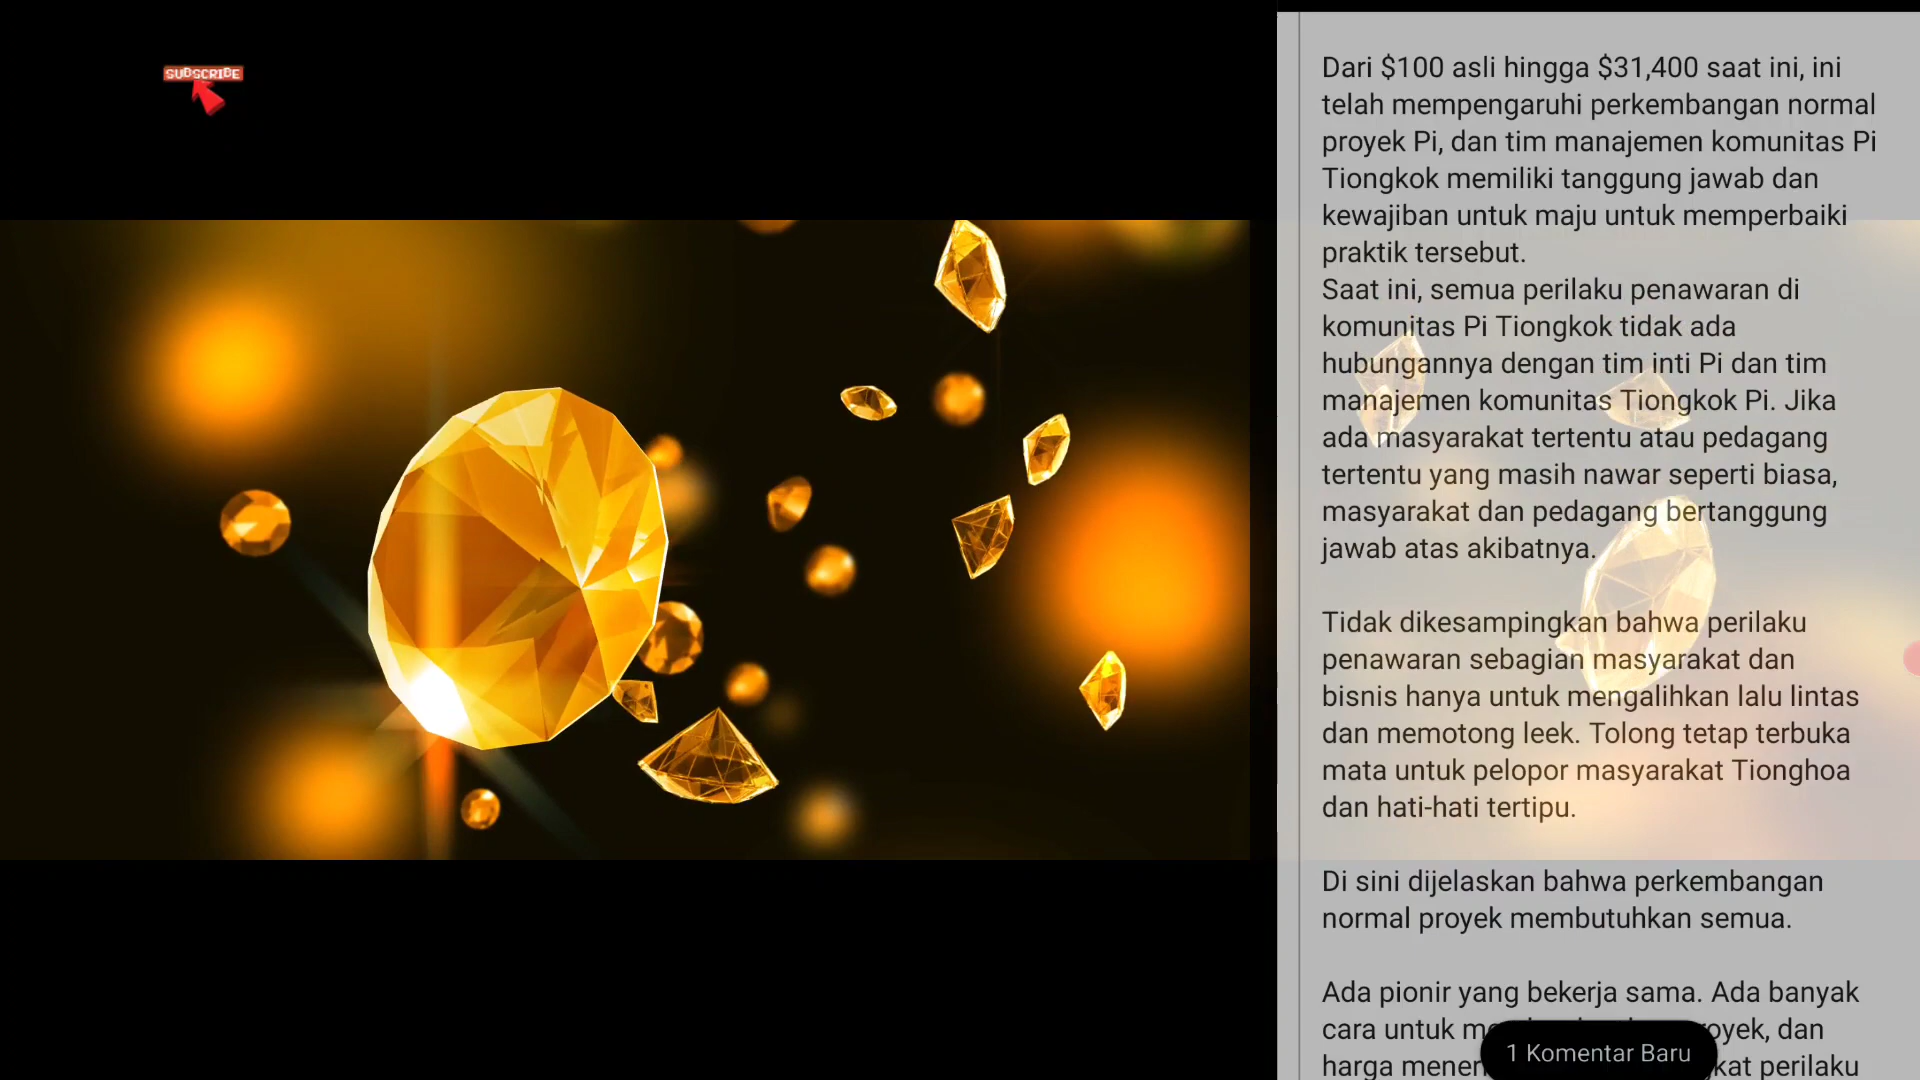 SUBSCRIBE
Dari $100 asli hingga $31,400 saat ini, ini
telah mempengaruhi perkembangan normal
proyek Pi, dan tim manajemen komunitas Pi
Tiongkok memiliki tanggung jawab dan
kewajiban untuk maju untuk memperbaiki
praktik tersebut.
Saat ini, semua perilaku penawaran di
komunitas Pi Tiongkok tidak ada
hubungannya dengan tim inti Pi dan tim
manajemen komunitas Tiongkok Pi. Jika
ada masyarakat tertentu atau pedagang
tertentu yang masih nawar seperti biasa,
masyarakat dan pedagang bertanggung
jawab atas akibatnya.
Tidak dikesampingkan bahwa perilaku
penawaran sebagian masyarakat dan
bisnis hanya untuk mengalihkan lalu lintas
dan memotong leek. Tolong tetap terbuka
mata untuk pelopor masyarakat Tionghoa
dan hati-hati tertipu.
Di sini dijelaskan bahwa perkembangan
normal proyek membutuhkan semua.
Ada pionir yang bekerja sama. Ada banyak
cara untuk dan
harga perilaku
1 Komentar Baru